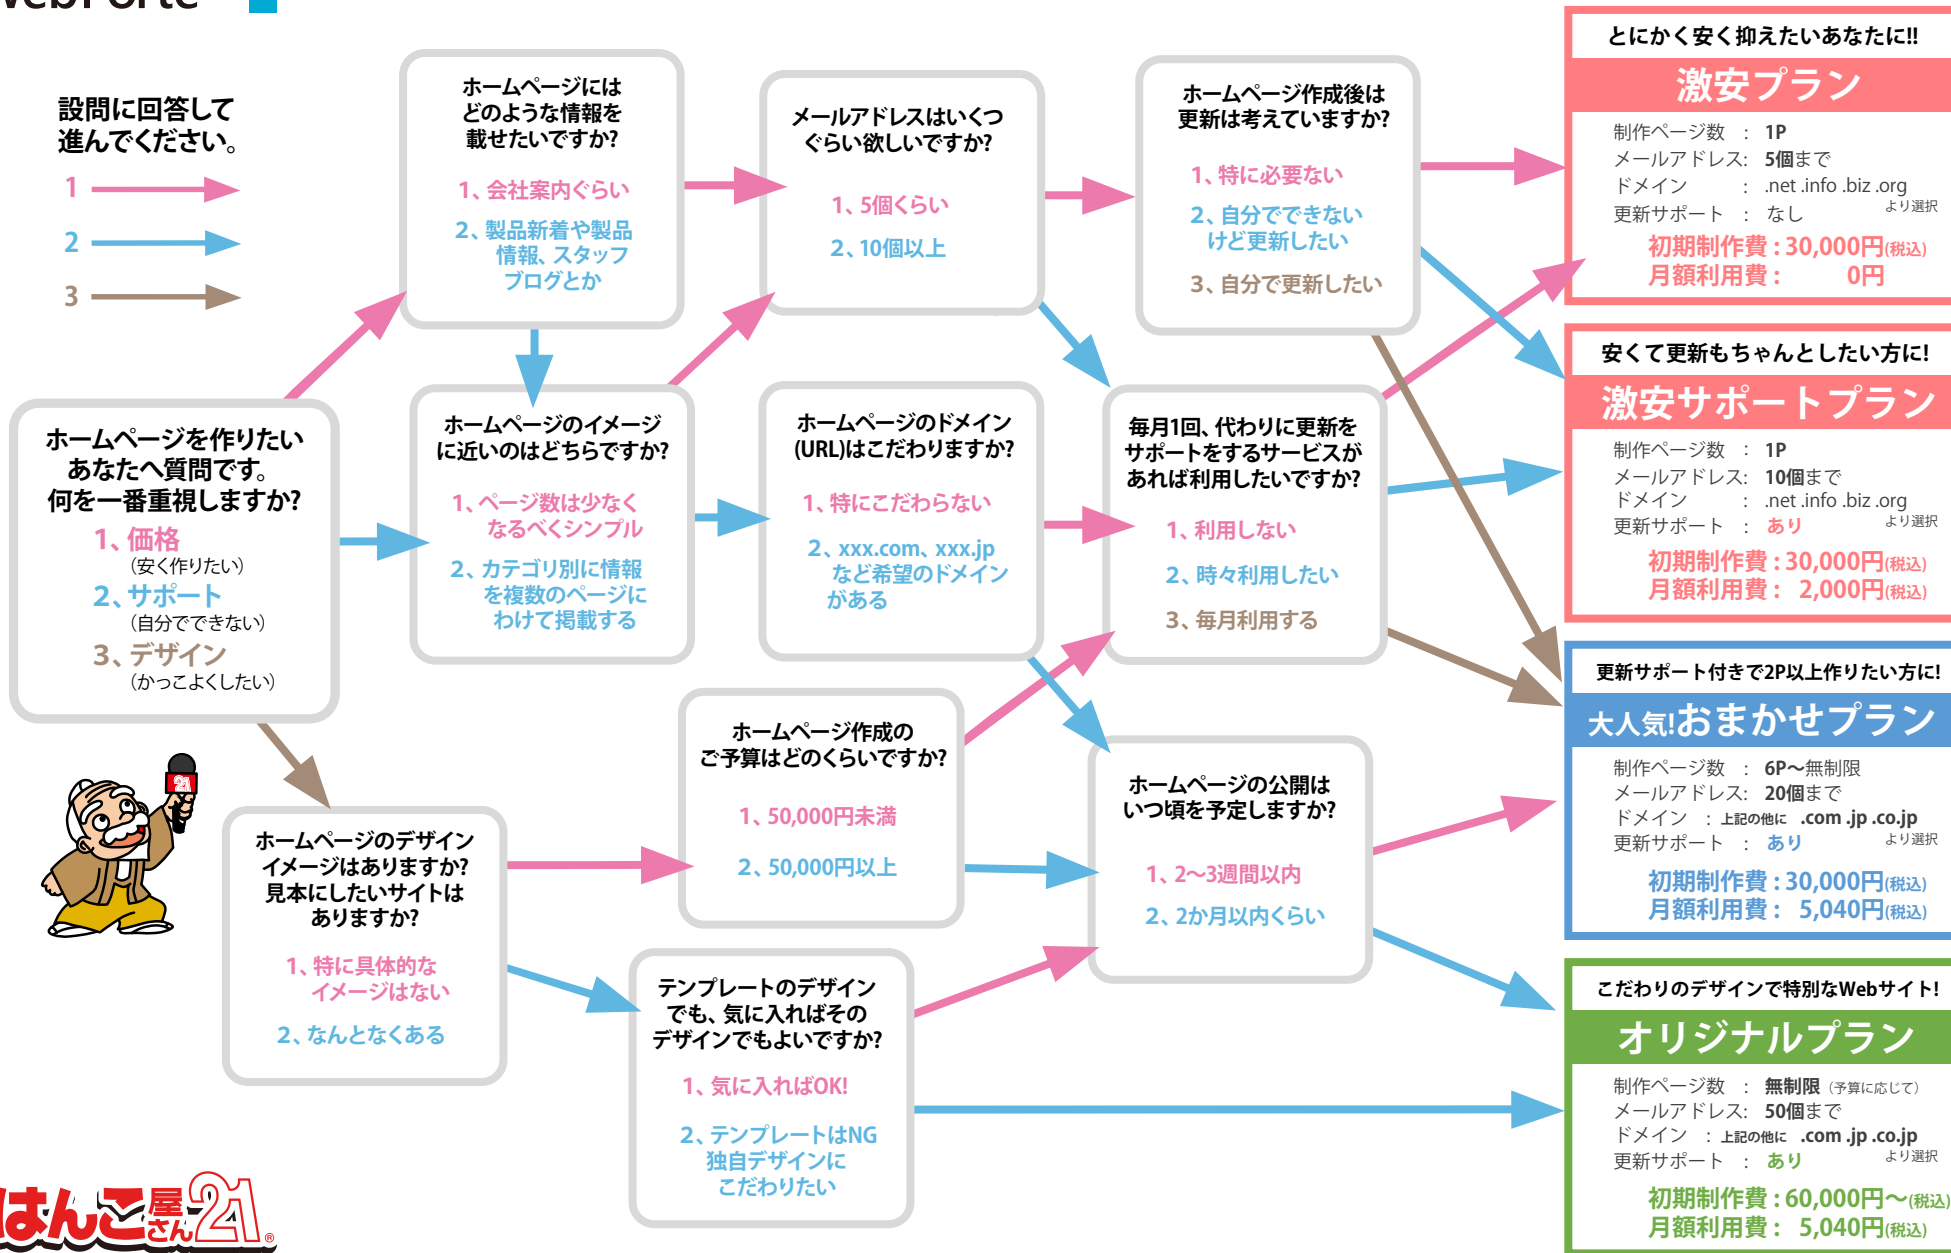 WebPorte
設問に回答して
進んでください。
1
2
3
ホームページを作りたい
あなたへ質問です。
何を一番重視しますか?
1、価格
(安く作りたい)
2、サポート
(自分でできない)
3、デザイン
(かっこよくしたい)
ホームページには
どのような情報を
載せたいですか?
1、会社案内ぐらい
2、製品新着や製品
情報、スタッフ
ブログとか
メールアドレスはいくつ
ぐらい欲しいですか?
1、5個くらい
2、10個以上
ホームページ作成後は
更新は考えていますか?
1、特に必要ない
2、自分でできない
けど更新したい
3、自分で更新したい
ホームページのイメージ
に近いのはどちらですか?
1、ページ数は少なく
なるべくシンプル
2、カテゴリ別に情報
を複数のページに
わけて掲載する
ホームページのドメイン
(URL)はこだわりますか?
1、特にこだわらない
2、xxx.com、xxx.jp
など希望のドメイン
がある
毎月1回、代わりに更新を
サポートをするサービスが
あれば利用したいですか?
1、利用しない
2、時々利用したい
3、毎月利用する
ホームページ作成の
ご予算はどのくらいですか?
1、50,000円未満
2、50,000円以上
ホームページの公開は
いつ頃を予定しますか?
1、2〜3週間以内
2、2か月以内くらい
ホームページのデザイン
イメージはありますか?
見本にしたいサイトは
ありますか?
1、特に具体的な
イメージはない
2、なんとなくある
テンプレートのデザイン
でも、気に入ればその
デザインでもよいですか?
1、気に入ればOK!
2、テンプレートはNG
独自デザインに
こだわりたい
とにかく安く抑えたいあなたに!!
激安プラン
制作ページ数 : 1P
メールアドレス: 5個まで
ドメイン : .net .info .biz .org
より選択
更新サポート : なし
初期制作費 : 30,000円(税込)
月額利用費 : 0円
安くて更新もちゃんとしたい方に!
激安サポートプラン
制作ページ数 : 1P
メールアドレス: 10個まで
ドメイン : .net .info .biz .org
より選択
更新サポート : あり
初期制作費 : 30,000円(税込)
月額利用費 : 2,000円(税込)
更新サポート付きで2P以上作りたい方に!
大人気!おまかせプラン
制作ページ数 : 6P〜無制限
メールアドレス: 20個まで
ドメイン : 上記の他に .com .jp .co.jp
より選択
更新サポート : あり
初期制作費 : 30,000円(税込)
月額利用費 : 5,040円(税込)
こだわりのデザインで特別なWebサイト!
オリジナルプラン
制作ページ数 : 無制限(予算に応じて)
メールアドレス: 50個まで
ドメイン : 上記の他に .com .jp .co.jp
より選択
更新サポート : あり
初期制作費 : 60,000円〜(税込)
月額利用費 : 5,040円(税込)
21
はんこ屋さん21®